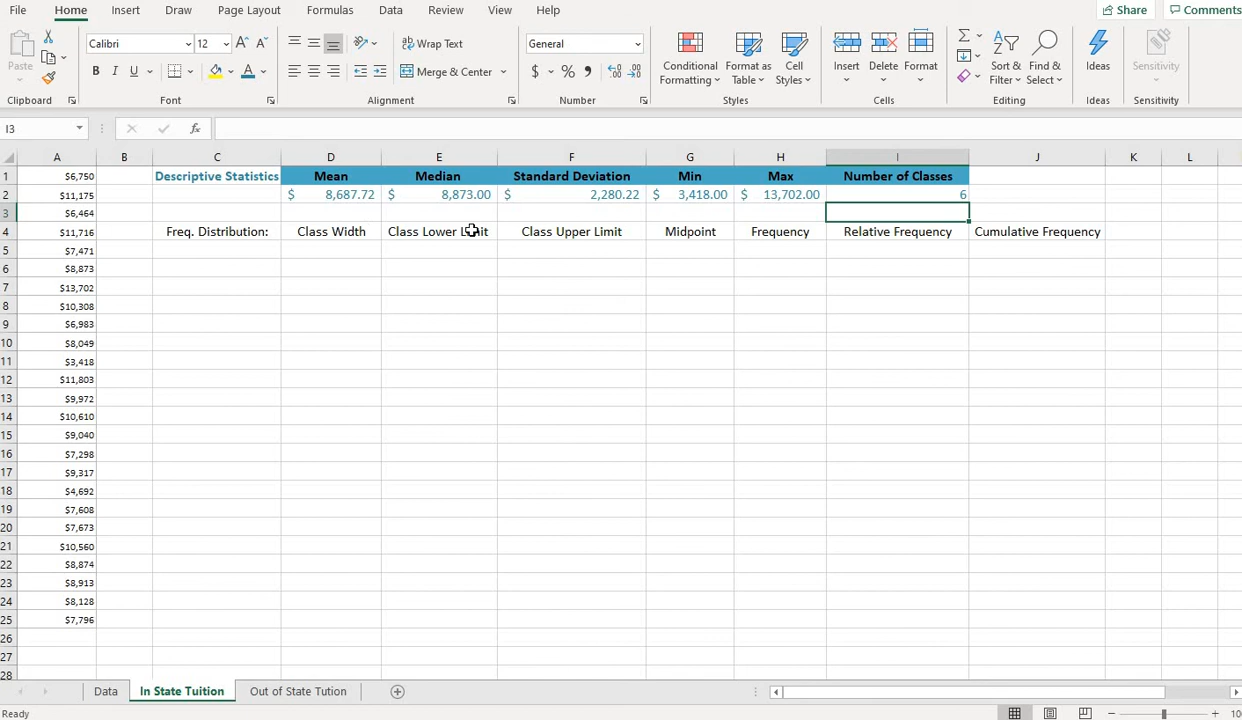 File Home Insert Draw Page Layout Formulas Data Review View Help Share Comments
Calibri 12 Wrap Text General
Paste B I U Merge & Center $ % Conditional Formatting Format as Table Cell Styles Insert Delete Format Sort & Filter Find & Select Ideas Sensitivity
Clipboard Font Alignment Number Styles Cells Editing Ideas Sensitivity
I3 fx
A B C D E F G H I J K L
1 $6,750 Descriptive Statistics Mean Median Standard Deviation Min Max Number of Classes
2 $11,175 $ 8,687.72 $ 8,873.00 $ 2,280.22 $ 3,418.00 $ 13,702.00 6
3 $6,464
4 $11,716 Freq. Distribution: Class Width Class Lower Limit Class Upper Limit Midpoint Frequency Relative Frequency Cumulative Frequency
5 $7,471
6 $8,873
7 $13,702
8 $10,308
9 $6,983
10 $8,049
11 $3,418
12 $11,803
13 $9,972
14 $10,610
15 $9,040
16 $7,298
17 $9,317
18 $4,692
19 $7,608
20 $7,673
21 $10,560
22 $8,874
23 $8,913
24 $8,128
25 $7,796
26
27
28
Data In State Tuition Out of State Tuition
Ready 10